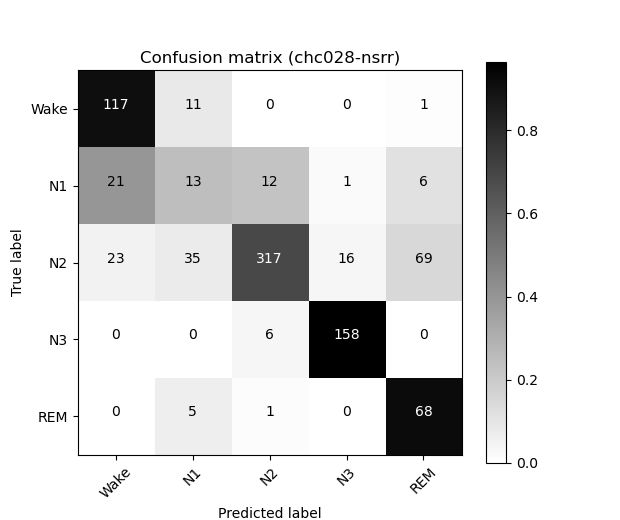 Confusion matrix (chc028-nsrr)
Wake 117 11 0 0 1
N1 21 13 12 1 6
N2 23 35 317 16 69
N3 0 0 6 158 0
REM 0 5 1 0 68
Wake N1 N2 N3 REM
Predicted label
True label
0.8
0.6
0.4
0.2
0.0